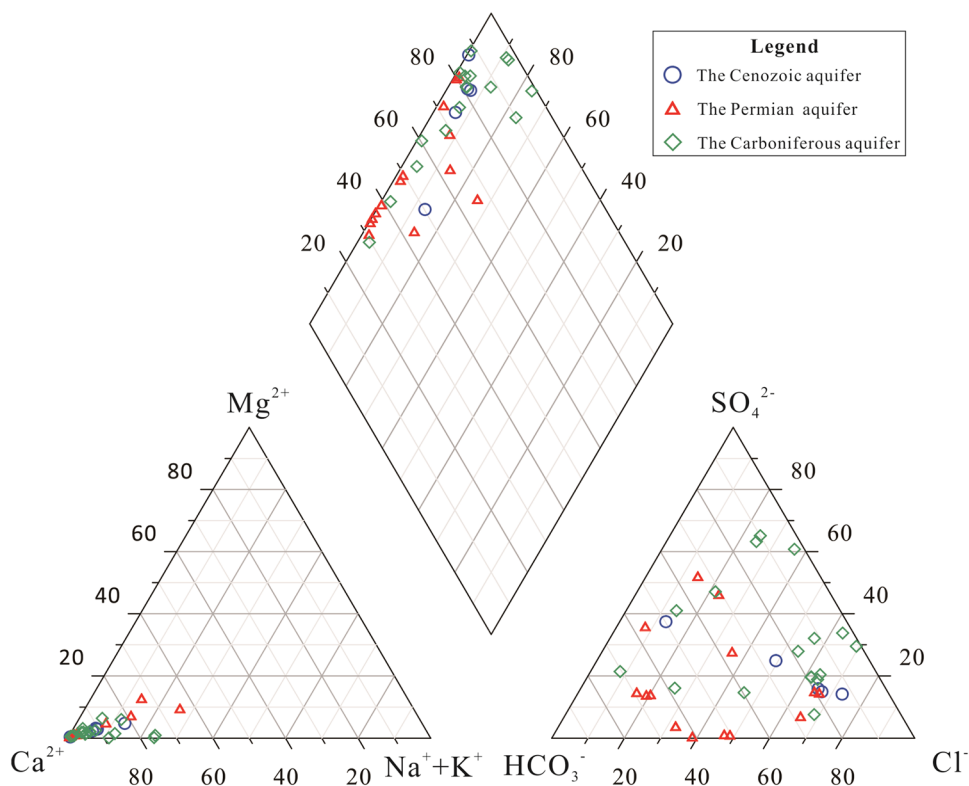 Legend
The Cenozoic aquifer
The Permian aquifer
The Carboniferous aquifer
80 80
60 60
40 40
20 20
Mg²⁺ SO₄²⁻
80 80
60 60
40 40
20 20
Ca²⁺ Na⁺+K⁺ HCO₃⁻ Cl⁻
80 60 40 20 20 40 60 80